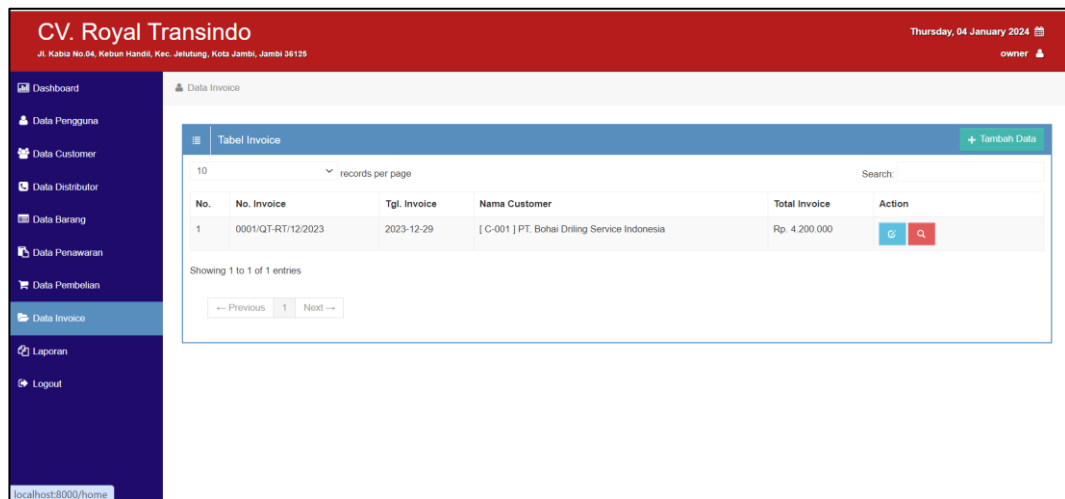 CV. Royal Transindo
Jl. Kabia No.04, Kebun Handil, Kec. Jelutung, Kota Jambi, Jambi 36125
Thursday, 04 January 2024
owner
Dashboard
Data Pengguna
Data Customer
Data Distributor
Data Barang
Data Penawaran
Data Pembelian
Data Invoice
Laporan
Logout
Data Invoice
Tabel Invoice
+ Tambah Data
10 records per page
Search:
No. No. Invoice Tgl. Invoice Nama Customer Total Invoice Action
1 0001/QT-RT/12/2023 2023-12-29 [ C-001 ] PT. Bohai Driling Service Indonesia Rp. 4.200.000
Showing 1 to 1 of 1 entries
← Previous 1 Next →
localhost:8000/home